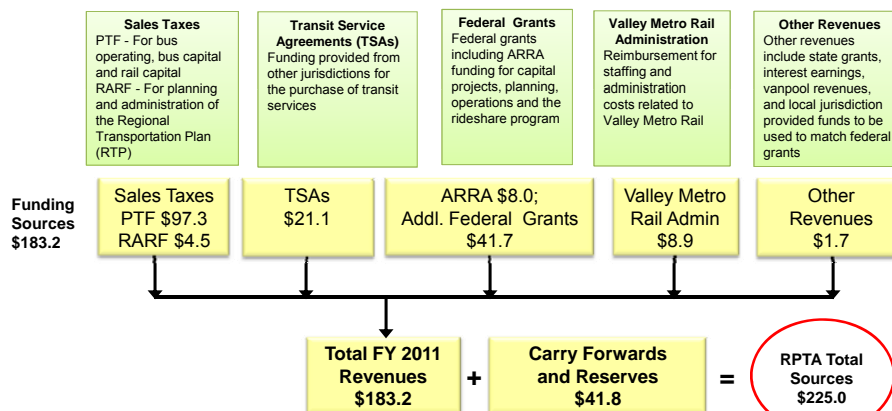 Sales Taxes
PTF - For bus
operating, bus capital
and rail capital
RARF - For planning
and administration of
the Regional
Transportation Plan
(RTP)
Transit Service
Agreements (TSAs)
Funding provided from
other jurisdictions for
the purchase of transit
services
Federal Grants
Federal grants
including ARRA
funding for capital
projects, planning,
operations and the
rideshare program
Valley Metro Rail
Administration
Reimbursement for
staffing and
administration
costs related to
Valley Metro Rail
Other Revenues
Other revenues
include state grants,
interest earnings,
vanpool revenues,
and local jurisdiction
provided funds to be
used to match federal
grants
Funding
Sources
$183.2
Sales Taxes
PTF $97.3
RARF $4.5
TSAs
$21.1
ARRA $8.0;
Addl. Federal Grants
$41.7
Valley Metro
Rail Admin
$8.9
Other
Revenues
$1.7
Total FY 2011
Revenues
$183.2
+
Carry Forwards
and Reserves
$41.8
=
RPTA Total
Sources
$225.0